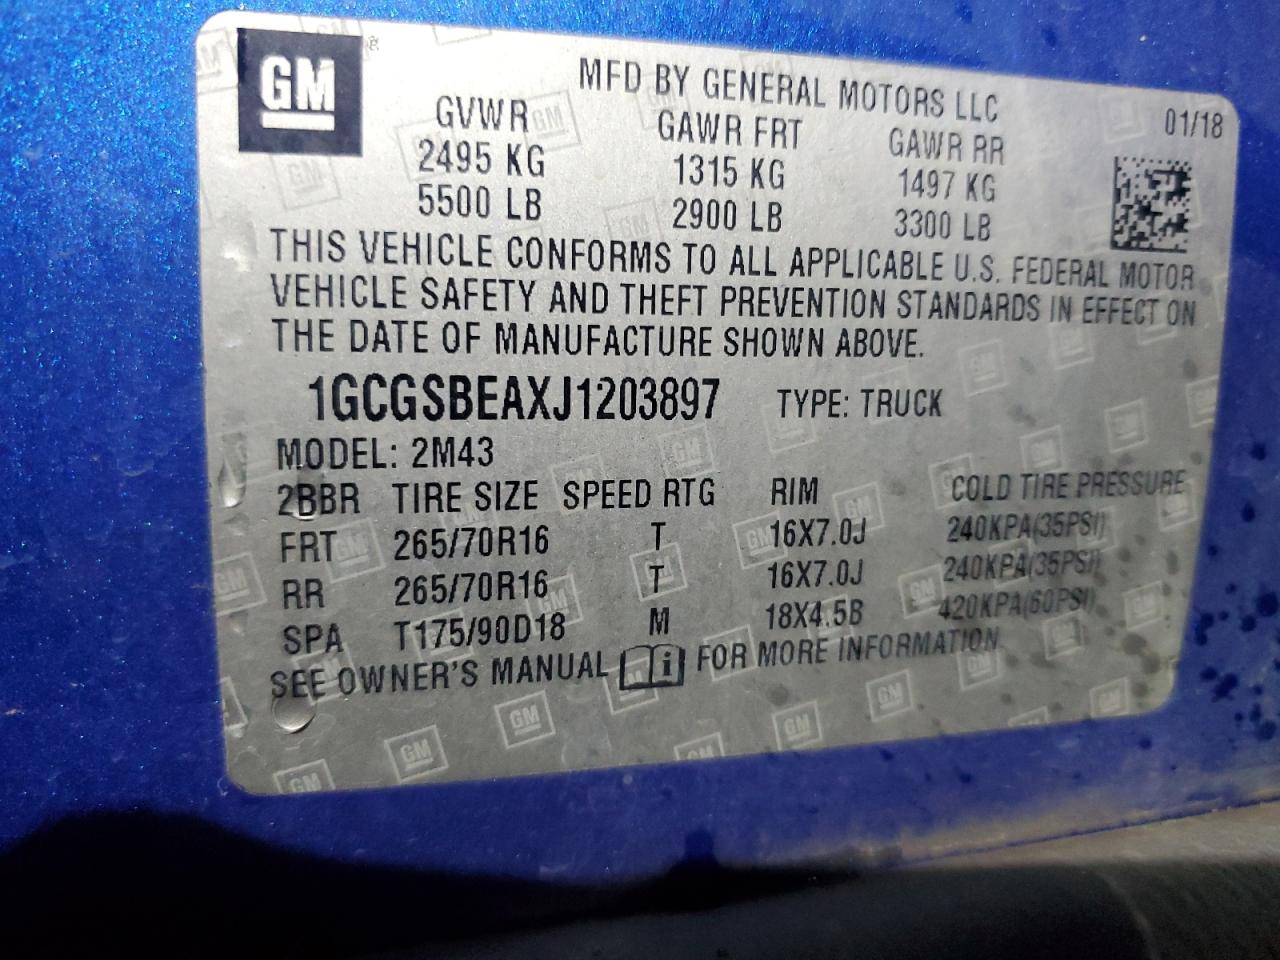 GM
MFD BY GENERAL MOTORS LLC
01/18
GVWR GAWR FRT GAWR RR
2495 KG 1315 KG 1497 KG
5500 LB 2900 LB 3300 LB
THIS VEHICLE CONFORMS TO ALL APPLICABLE U.S. FEDERAL MOTOR
VEHICLE SAFETY AND THEFT PREVENTION STANDARDS IN EFFECT ON
THE DATE OF MANUFACTURE SHOWN ABOVE.
1GCGSBEAXJ1203897 TYPE: TRUCK
MODEL: 2M43
2BBR TIRE SIZE SPEED RTG RIM COLD TIRE PRESSURE
FRT 265/70R16 T 16X7.0J 240KPA(35PSI)
RR 265/70R16 T 16X7.0J 240KPA(35PSI)
SPA T175/90D18 M 18X4.5B 420KPA(60PSI)
SEE OWNER'S MANUAL FOR MORE INFORMATION